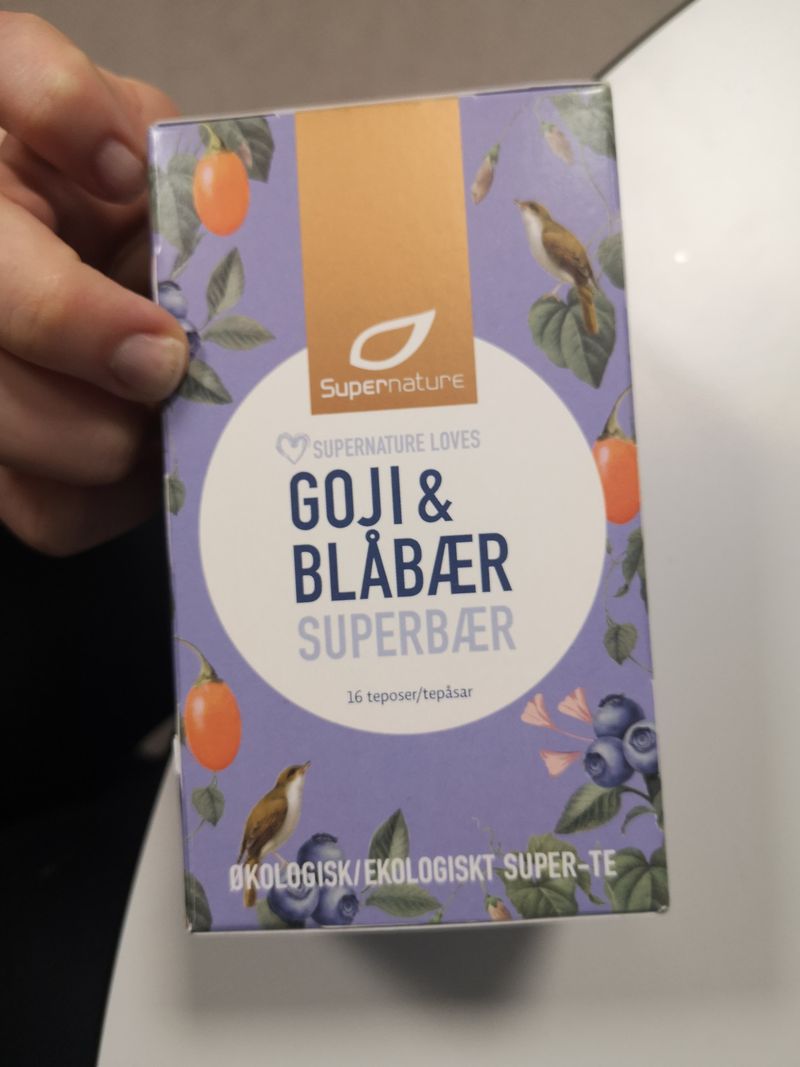 Supernature
SUPERNATURE LOVES
GOJI &
BLÅBÆR
SUPERBÆR
16 teposer/tepåsar
ØKOLOGISK/EKOLOGISKT SUPER-TE